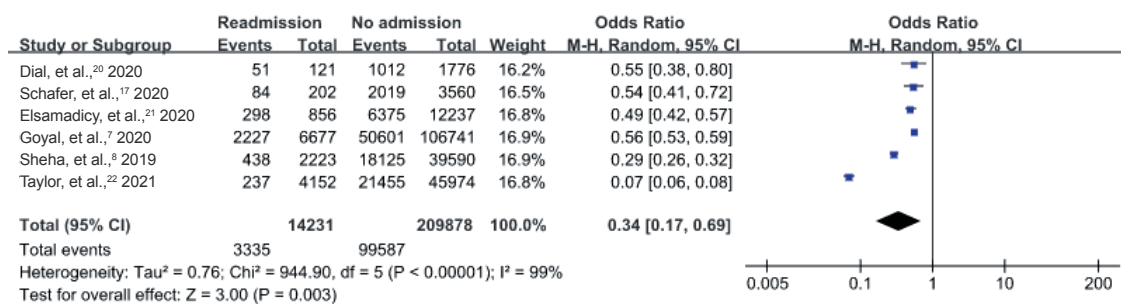 Readmission No admission Odds Ratio Odds Ratio
Study or Subgroup Events Total Events Total Weight M-H, Random, 95% CI M-H, Random, 95% CI
Dial, et al.,²⁰ 2020 51 121 1012 1776 16.2% 0.55 [0.38, 0.80]
Schafer, et al.,¹⁷ 2020 84 202 2019 3560 16.5% 0.54 [0.41, 0.72]
Elsamadicy, et al.,²¹ 2020 298 856 6375 12237 16.8% 0.49 [0.42, 0.57]
Goyal, et al.,⁷ 2020 2227 6677 50601 106741 16.9% 0.56 [0.53, 0.59]
Sheha, et al.,⁸ 2019 438 2223 18125 39590 16.9% 0.29 [0.26, 0.32]
Taylor, et al.,²² 2021 237 4152 21455 45974 16.8% 0.07 [0.06, 0.08]
Total (95% CI) 14231 209878 100.0% 0.34 [0.17, 0.69]
Total events 3335 99587
Heterogeneity: Tau² = 0.76; Chi² = 944.90, df = 5 (P < 0.00001); I² = 99%
Test for overall effect: Z = 3.00 (P = 0.003)
0.005 0.1 1 10 200